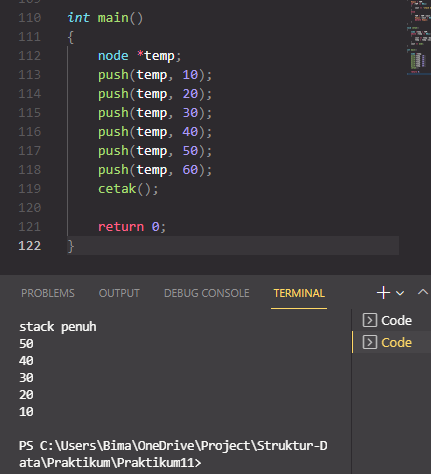 110 int main()
111 {
112 node *temp;
113 push(temp, 10);
114 push(temp, 20);
115 push(temp, 30);
116 push(temp, 40);
117 push(temp, 50);
118 push(temp, 60);
119 cetak();
120
121 return 0;
122 }
PROBLEMS OUTPUT DEBUG CONSOLE TERMINAL
stack penuh
50
40
30
20
10
PS C:\Users\Bima\OneDrive\Project\Struktur-D
ata\Praktikum\Praktikum11>
Code
Code